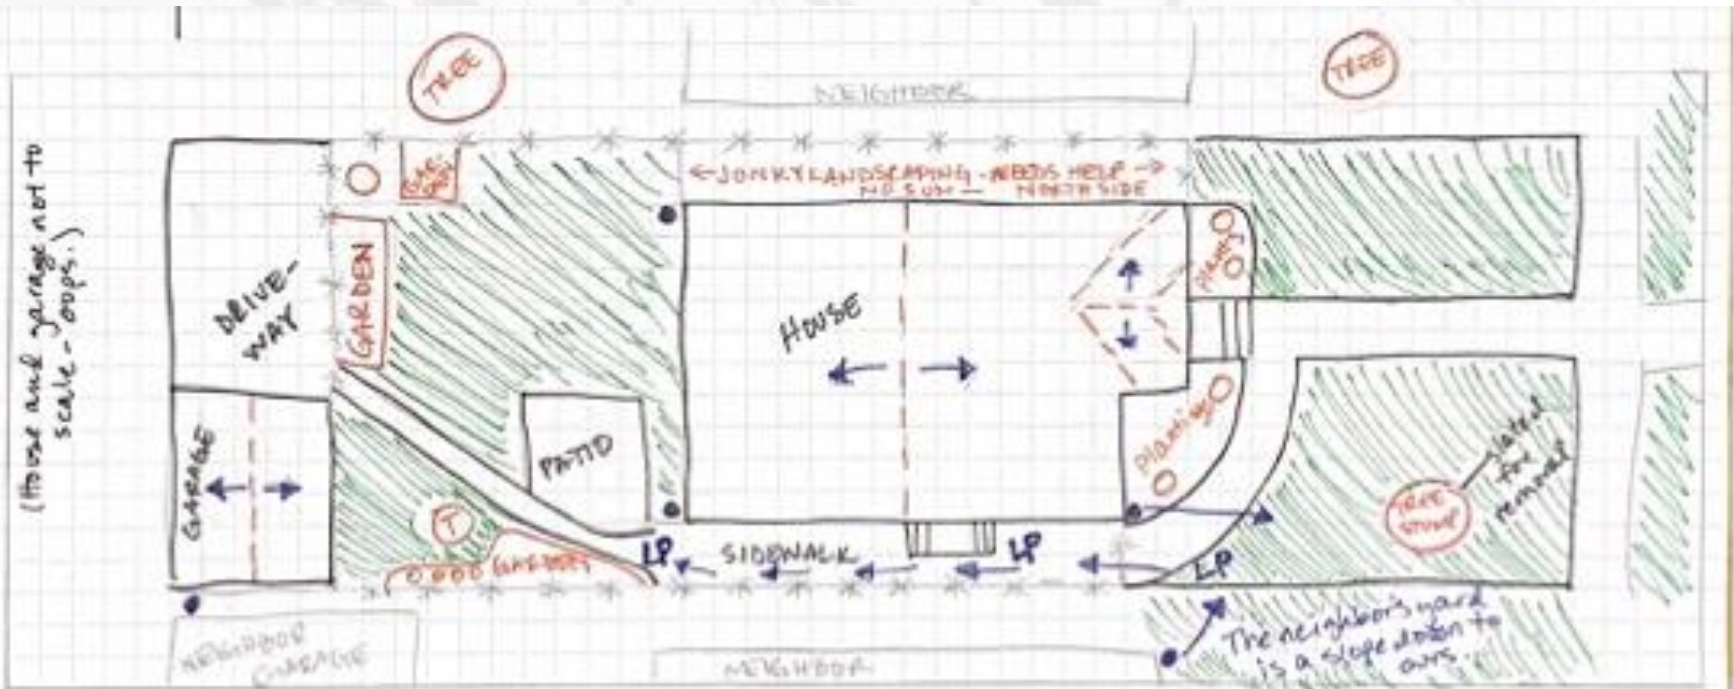 TREE
TREE
NEIGHBOR
(House and garage not to
scale - oops.)
←JUNKY LANDSCAPING - NEEDS HELP→
NO SUN — NORTH SIDE
DRIVE-
WAY
GARDEN
HOUSE
Plants
GARAGE
PATIO
Planting
TREE
STUMP
slated
for
removal
T
GARDEN
LP
SIDEWALK
LP
LP
NEIGHBOR
GARAGE
NEIGHBOR
The neighbor's yard
is a slope down to
ours.